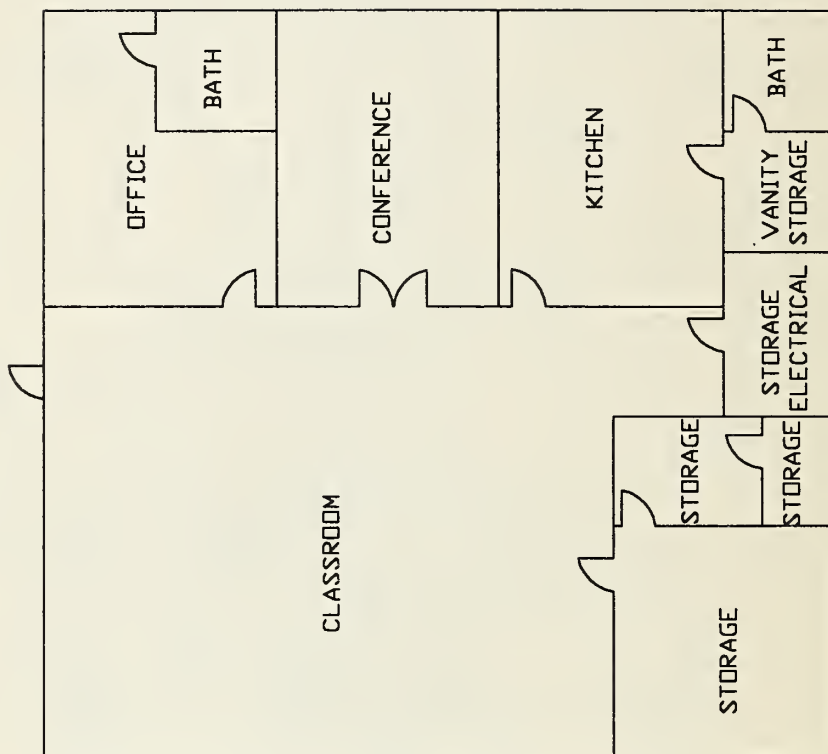 OFFICE
BATH
CONFERENCE
KITCHEN
BATH
VANITY
STORAGE
STORAGE
ELECTRICAL
STORAGE
STORAGE
CLASSROOM
STORAGE